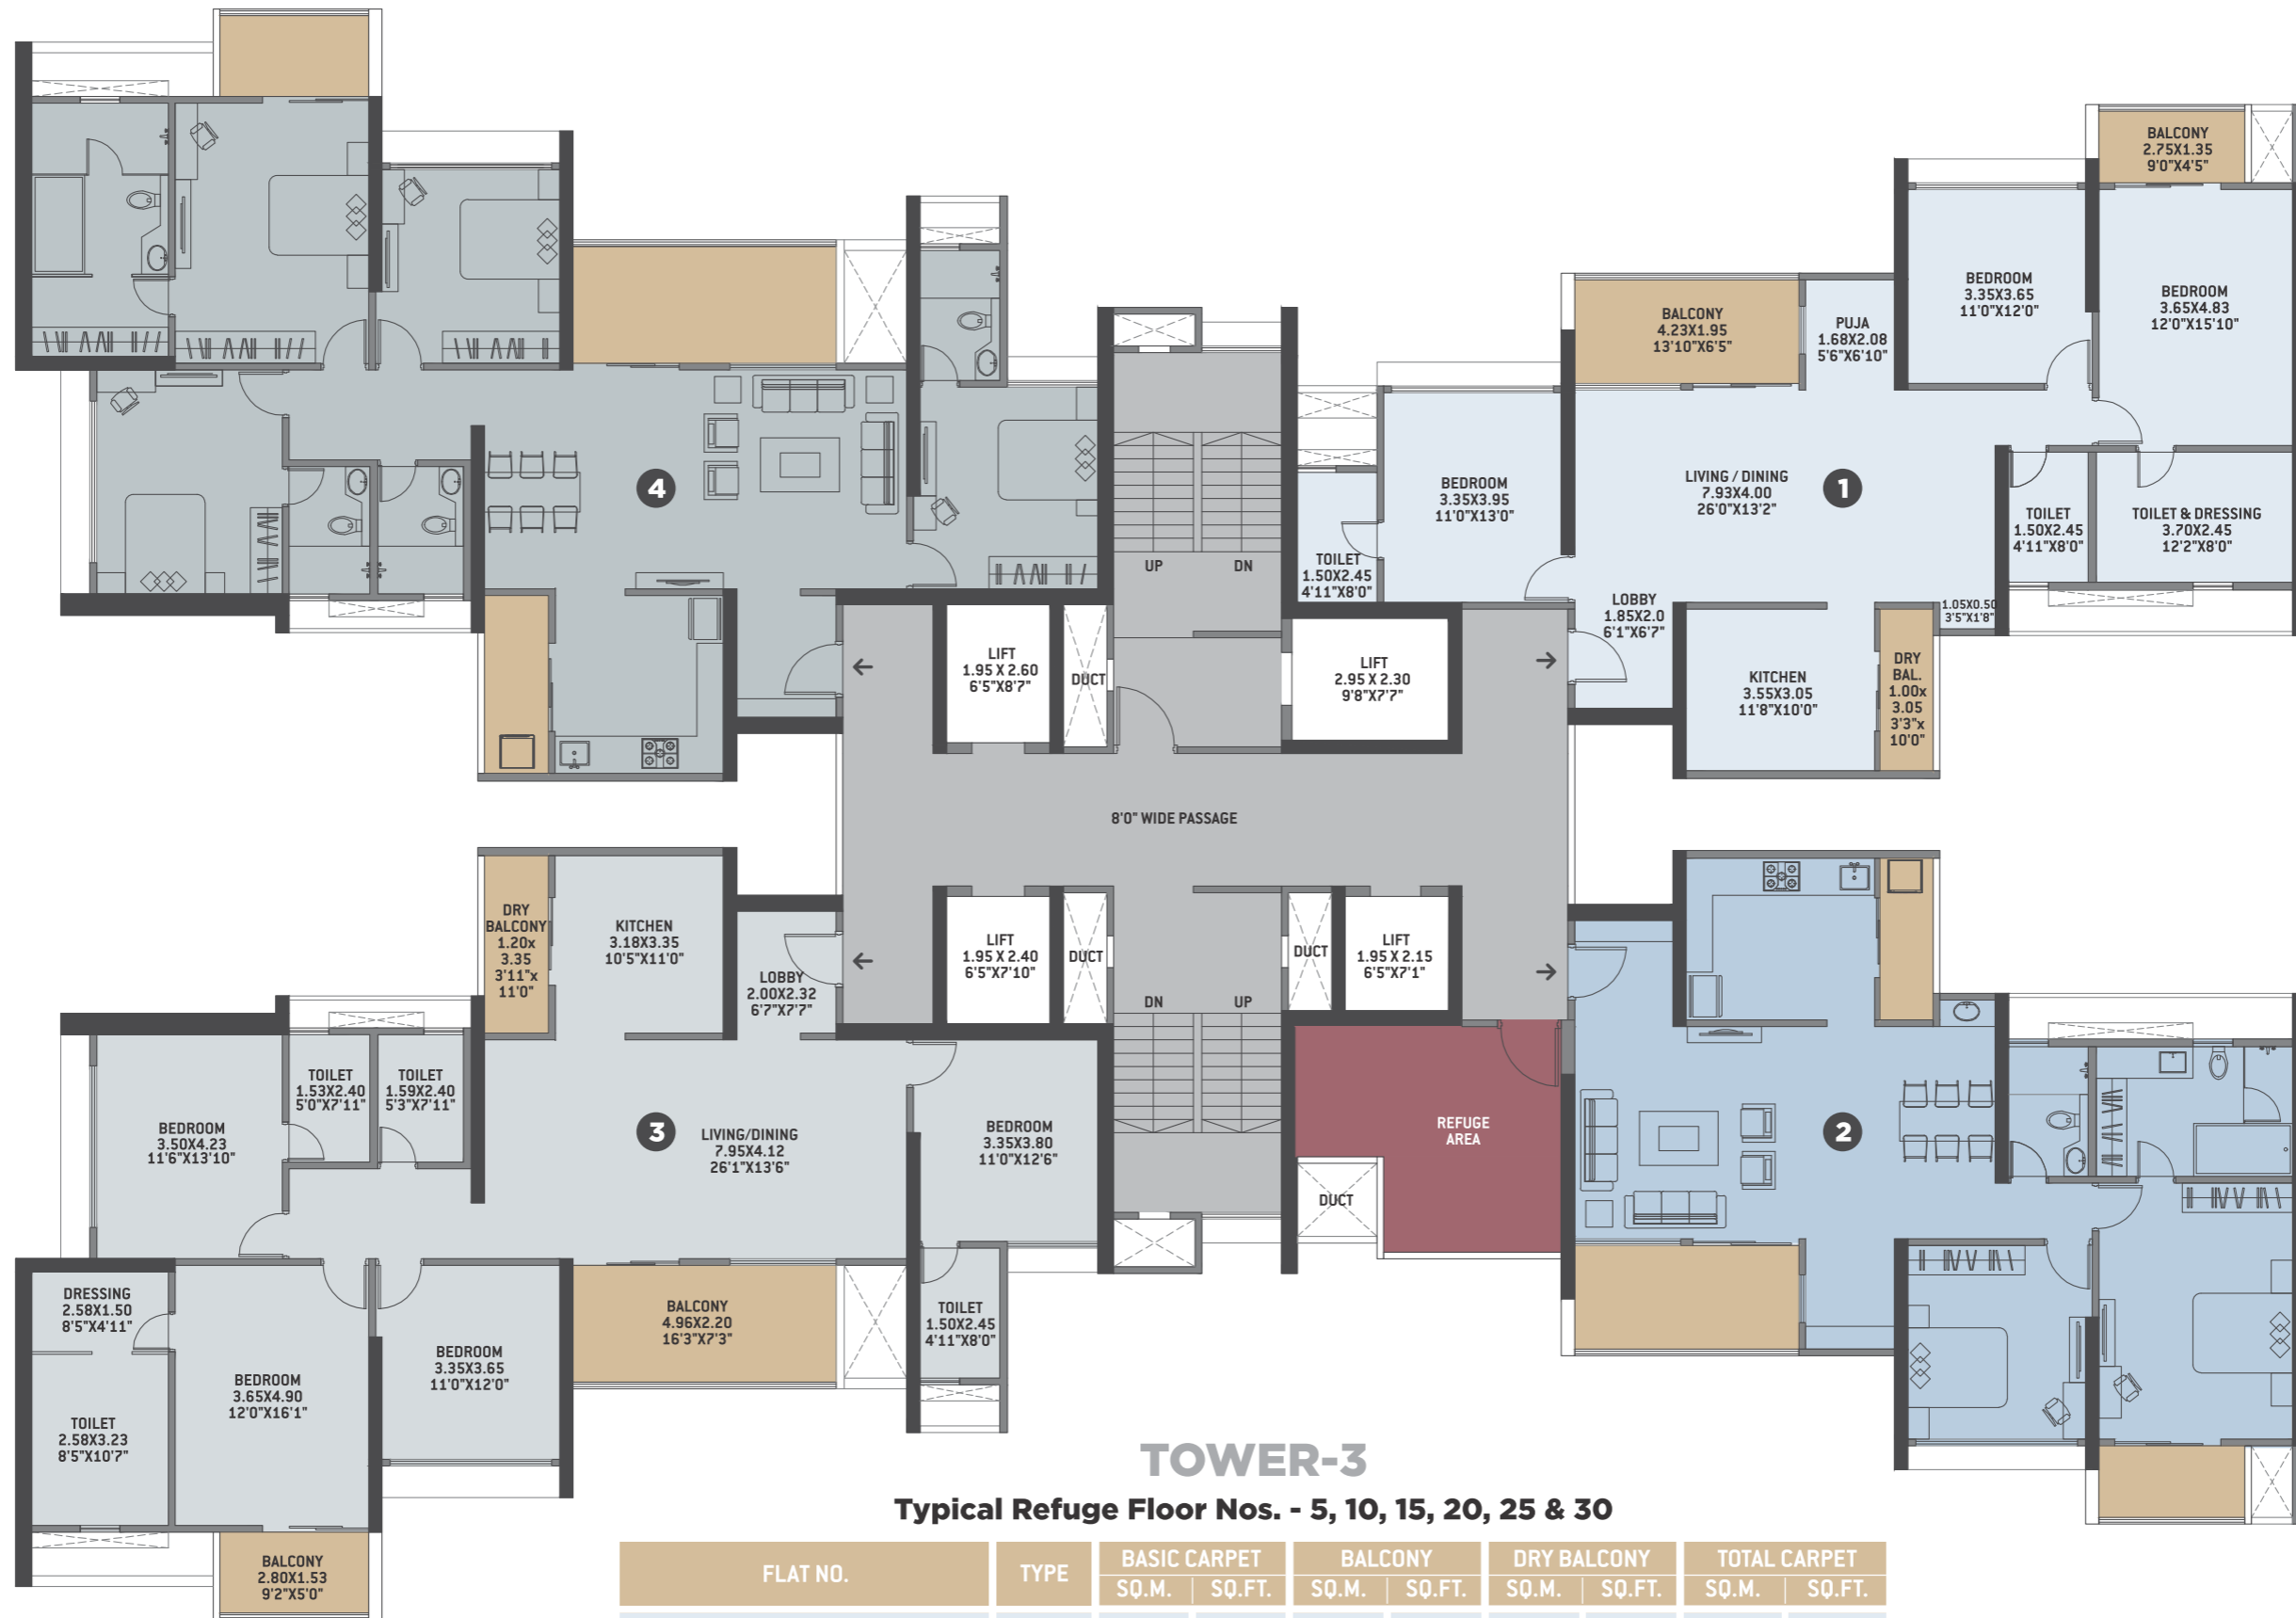 BALCONY
2.75X1.35
9'0"X4'5"
BEDROOM
3.35X3.65
11'0"X12'0"
BEDROOM
3.65X4.83
12'0"X15'10"
BALCONY
4.23X1.95
13'10"X6'5"
PUJA
1.68X2.08
5'6"X6'10"
BEDROOM
3.35X3.95
11'0"X13'0"
LIVING / DINING
7.93X4.00
26'0"X13'2"
1
4
TOILET
1.50X2.45
4'11"X8'0"
TOILET & DRESSING
3.70X2.45
12'2"X8'0"
TOILET
1.50X2.45
4'11"X8'0"
UP
DN
LOBBY
1.85X2.0
6'1"X6'7"
1.05X0.50
3'5"X1'8"
LIFT
1.95 X 2.60
6'5"X8'7"
DUCT
LIFT
2.95 X 2.30
9'8"X7'7"
KITCHEN
3.55X3.05
11'8"X10'0"
DRY
BAL.
1.00x
3.05
3'3"x
10'0"
8'0" WIDE PASSAGE
DRY
BALCONY
1.20x
3.35
3'11"x
11'0"
KITCHEN
3.18X3.35
10'5"X11'0"
LOBBY
2.00X2.32
6'7"X7'7"
LIFT
1.95 X 2.40
6'5"X7'10"
DUCT
DUCT
LIFT
1.95 X 2.15
6'5"X7'1"
DN
UP
TOILET
1.53X2.40
5'0"X7'11"
TOILET
1.59X2.40
5'3"X7'11"
BEDROOM
3.50X4.23
11'6"X13'10"
3
LIVING/DINING
7.95X4.12
26'1"X13'6"
BEDROOM
3.35X3.80
11'0"X12'6"
REFUGE
AREA
2
DUCT
DRESSING
2.58X1.50
8'5"X4'11"
BALCONY
4.96X2.20
16'3"X7'3"
TOILET
1.50X2.45
4'11"X8'0"
BEDROOM
3.35X3.65
11'0"X12'0"
BEDROOM
3.65X4.90
12'0"X16'1"
TOILET
2.58X3.23
8'5"X10'7"
BALCONY
2.80X1.53
9'2"X5'0"
TOWER-3
Typical Refuge Floor Nos. - 5, 10, 15, 20, 25 & 30
FLAT NO. TYPE BASIC CARPET BALCONY DRY BALCONY TOTAL CARPET
SQ.M. SQ.FT. SQ.M. SQ.FT. SQ.M. SQ.FT. SQ.M. SQ.FT.